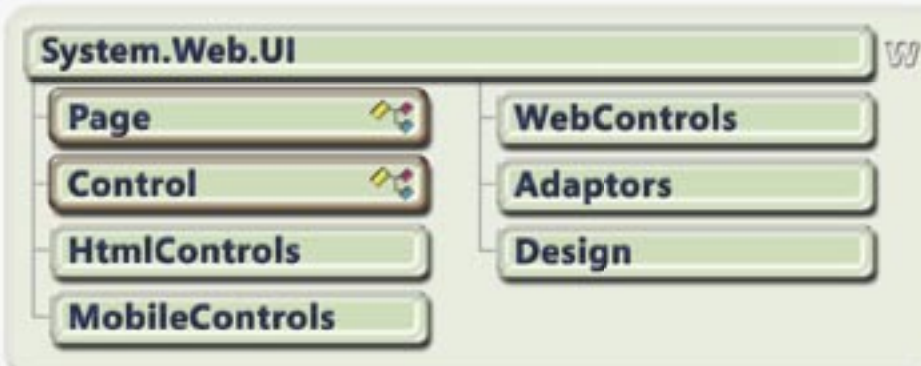 System.Web.UI
W
Page
Control
HtmlControls
MobileControls
WebControls
Adaptors
Design